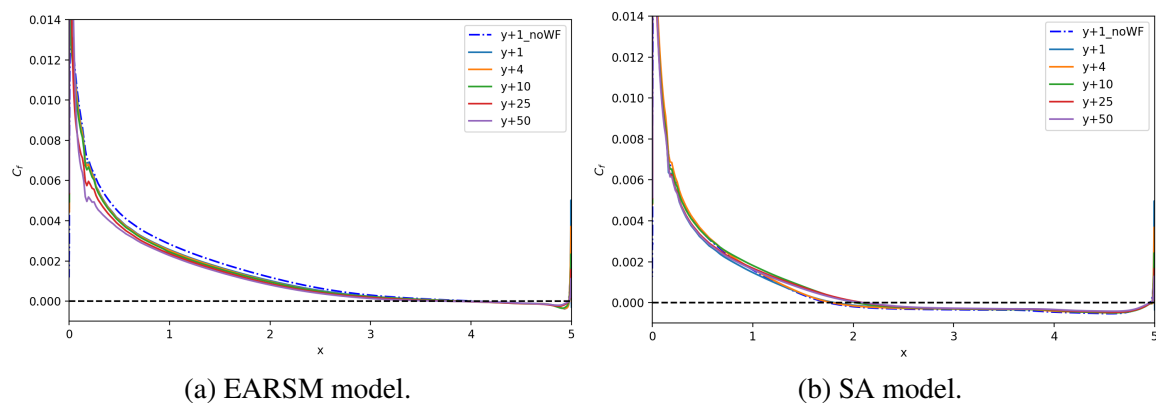 0.014
0.012
0.010
0.008
0.006
0.004
0.002
0.000
C_f
0 1 2 3 4 5
x
y+1_noWF
y+1
y+4
y+10
y+25
y+50
(a) EARSM model.
0.014
0.012
0.010
0.008
0.006
0.004
0.002
0.000
C_f
0 1 2 3 4 5
x
y+1_noWF
y+1
y+4
y+10
y+25
y+50
(b) SA model.